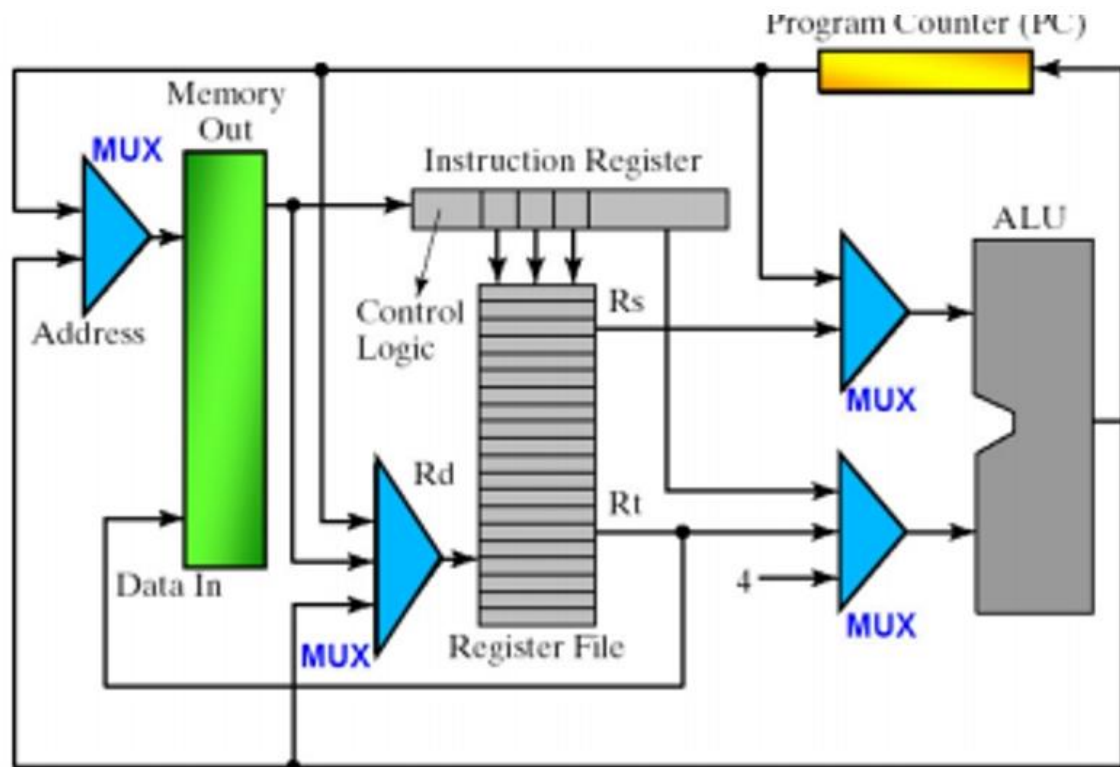 Program Counter (PC)
Memory
Out
MUX
Instruction Register
ALU
Control
Logic
Rs
Address
MUX
Rd
Rt
4
Data In
MUX
Register File
MUX